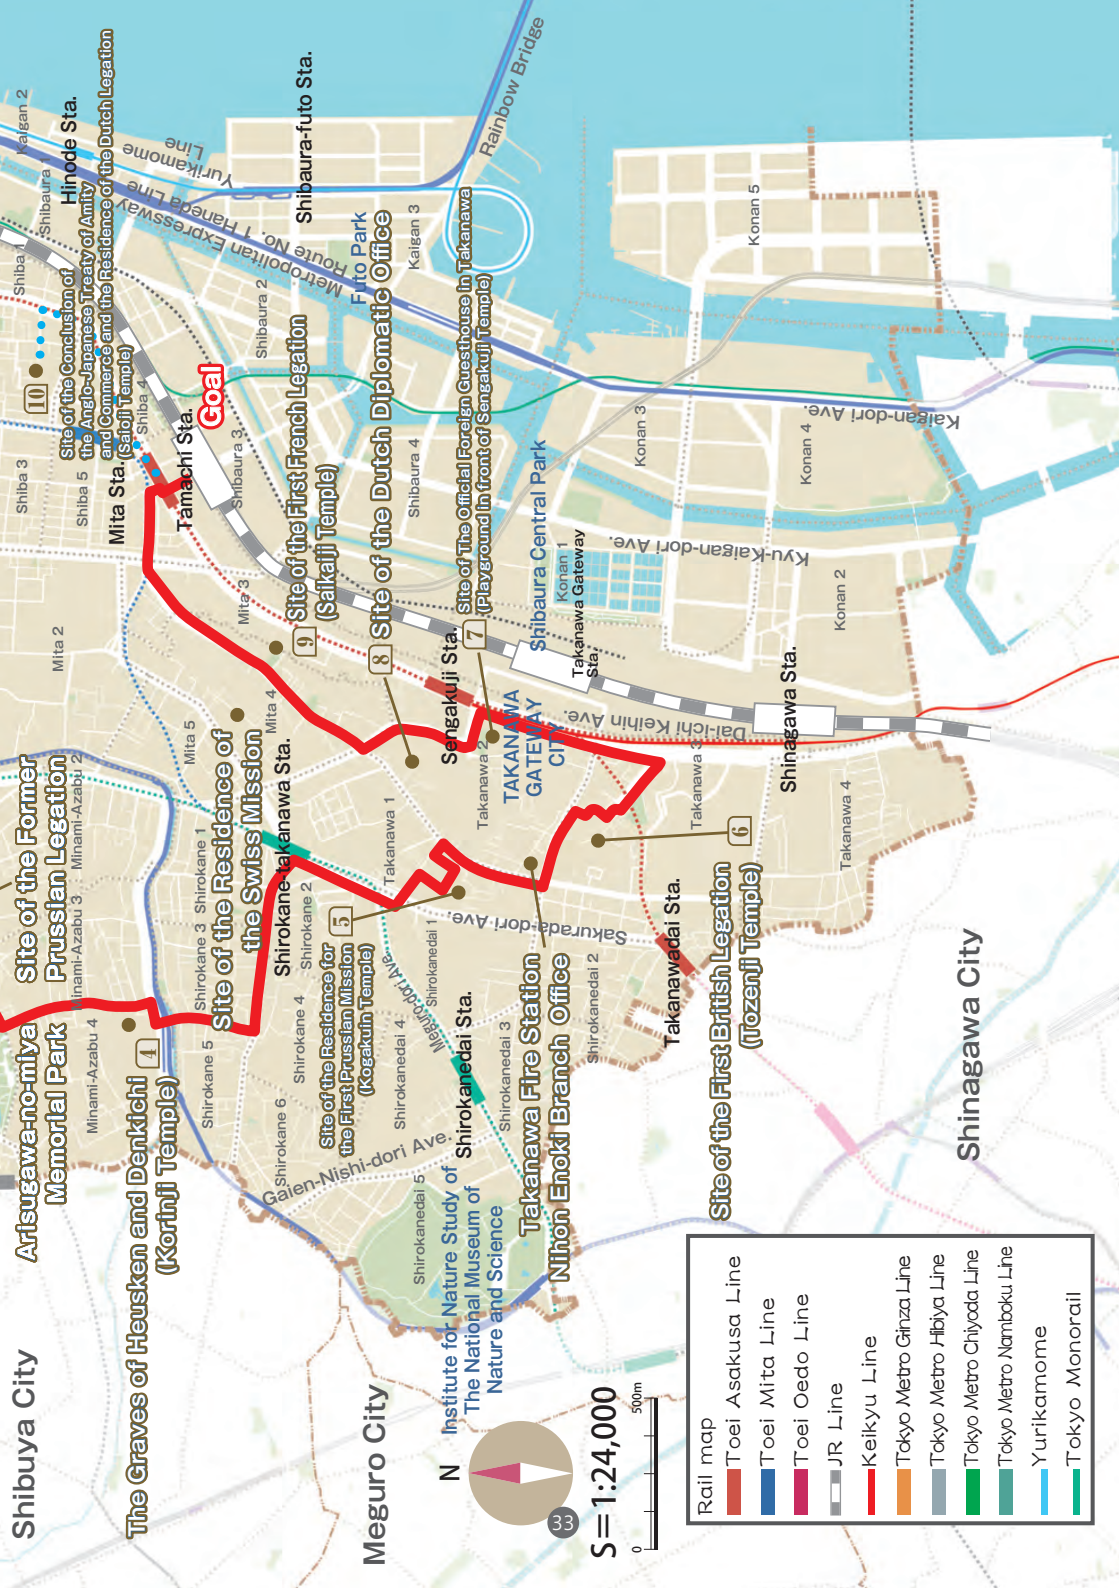 Shibuya City
Arisugawa-no-miya
Memorial Park
Site of the Former
Prussian Legation
Minami-Azabu 2
Minami-Azabu 3
Minami-Azabu 4
4
The Graves of Heusken and Denkichi
(Korinji Temple)
Shirokane 1
Shirokane 3
Shirokane 5
Shirokane 2
Shirokane 4
Shirokane 6
Site of the Residence of
the Swiss Mission
Shirokane-takanawa Sta.
5
Site of the Residence for
the First Prussian Mission
(Kogakuin Temple)
Gaien-Nishi-dori Ave.
Meguro-dori Ave.
Sakurada-dori Ave.
Shirokanedai 1
Shirokanedai 2
Shirokanedai 3
Shirokanedai 4
Shirokanedai 5
Shirokanedai Sta.
Institute for Nature Study of
The National Museum of
Nature and Science
Takanawa Fire Station
Nihon Enoki Branch Office
Takanawadai Sta.
6
Site of the First British Legation
(Tozenji Temple)
Meguro City
Shinagawa City
Mita 2
Mita 3
Mita 4
Mita 5
Shiba 1
Shiba 3
Shiba 4
Shiba 5
Mita Sta.
Tamachi Sta.
Goal
10
Site of the Conclusion of
the Anglo-Japanese Treaty of Amity
and Commerce and the Residence of the Dutch Legation
(Saioji Temple)
Hinode Sta.
Kaigan 2
Kaigan 3
Shibaura 1
Shibaura 2
Shibaura 3
Shibaura 4
Yurikamome
Line
Metropolitan Expressway
Route No. 1 Haneda Line
Shibaura-futo Sta.
Futo Park
Rainbow Bridge
9
Site of the First French Legation
(Saikaiji Temple)
8
Site of the Dutch Diplomatic Office
7
Site of The Official Foreign Guesthouse in Takanawa
(Playground in front of Sengakuji Temple)
Sengakuji Sta.
TAKANAWA
GATEWAY
CITY
Takanawa Gateway
Sta.
Shibaura Central Park
Takanawa 1
Takanawa 2
Takanawa 3
Takanawa 4
Dai-ichi Keihin Ave.
Shinagawa Sta.
Konan 1
Konan 2
Konan 3
Konan 4
Konan 5
Kyu-Kaigan-dori Ave.
Kaigan-dori Ave.
N
33
S=1:24,000
0
500m
Rail map
Toei Asakusa Line
Toei Mita Line
Toei Oedo Line
JR Line
Keikyu Line
Tokyo Metro Ginza Line
Tokyo Metro Hibiya Line
Tokyo Metro Chiyoda Line
Tokyo Metro Namboku Line
Yurikamome
Tokyo Monorail